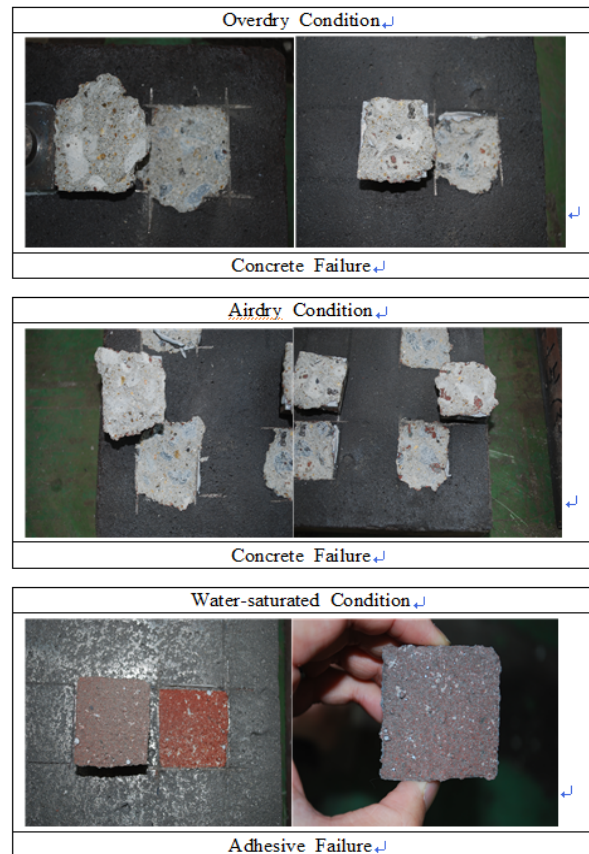 Overdry Condition
Concrete Failure
Airdry Condition
Concrete Failure
Water-saturated Condition
Adhesive Failure